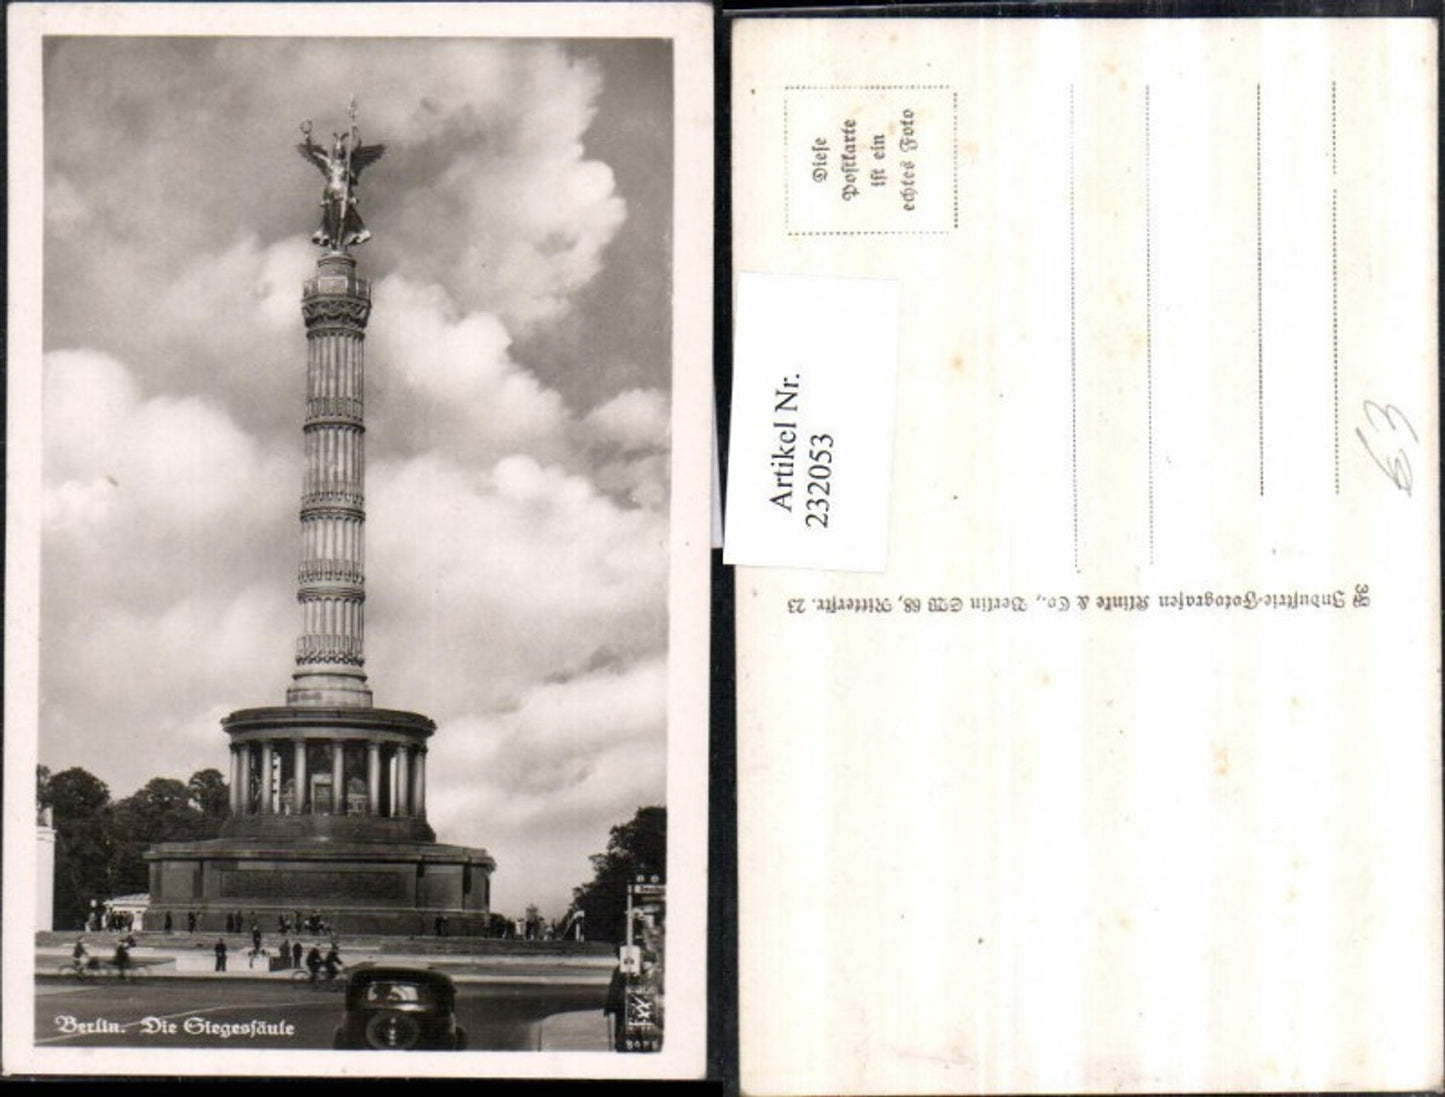 Berlin. Die Siegessäule
Diese
Postkarte
ist ein
echtes Foto
Artikel Nr.
232053
Industrie-Fotografen Klinke & Co., Berlin SW 68, Ritterstr. 23
63